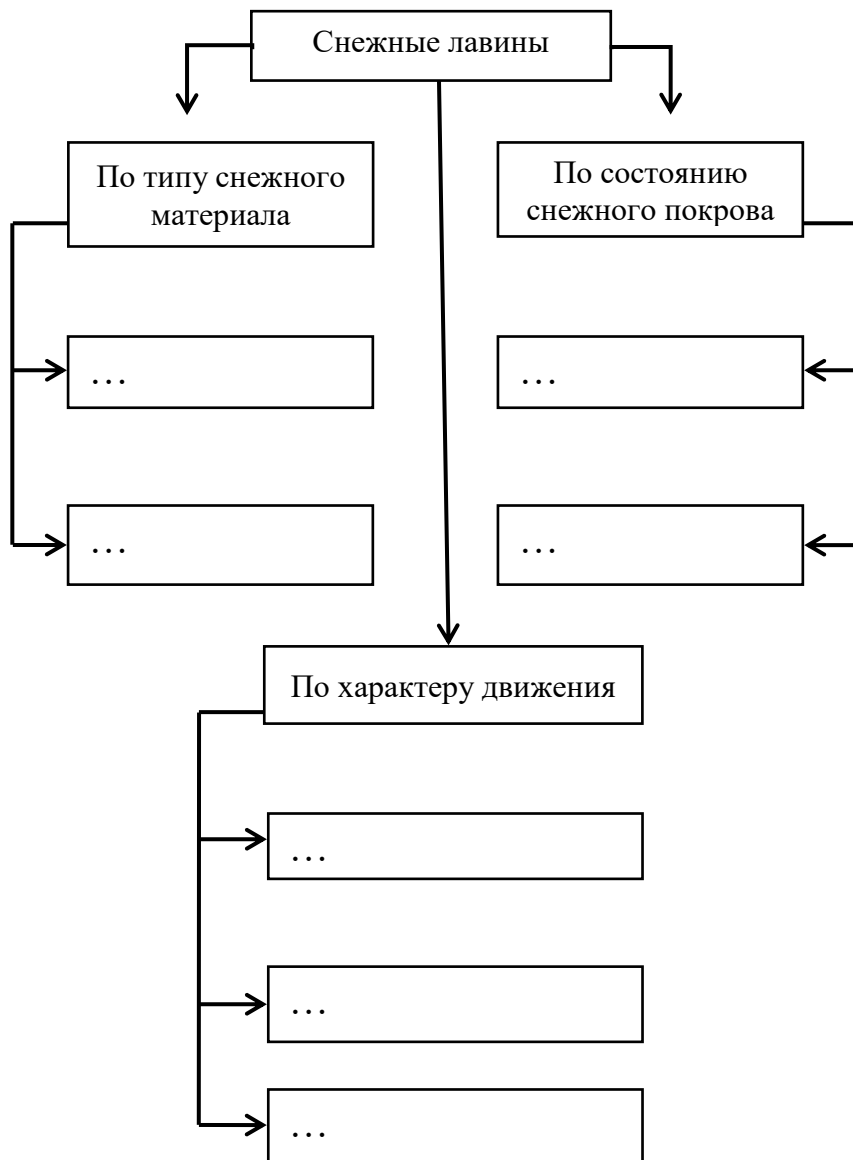 Снежные лавины
По типу снежного
материала
По состоянию
снежного покрова
…
…
…
…
По характеру движения
…
…
…